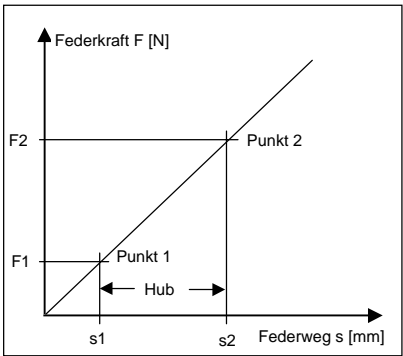 Federkraft F [N]
F2
Punkt 2
F1
Punkt 1
Hub
s1
s2
Federweg s [mm]